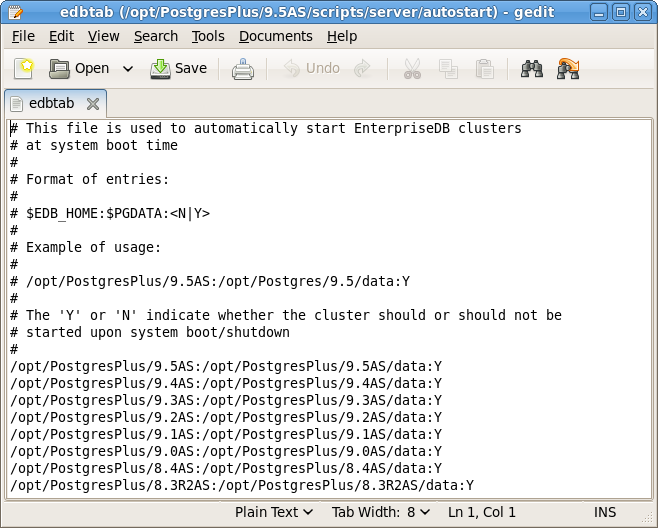 edbtab (/opt/PostgresPlus/9.5AS/scripts/server/autostart) - gedit
File Edit View Search Tools Documents Help
Open Save Undo
edbtab
# This file is used to automatically start EnterpriseDB clusters
# at system boot time
#
# Format of entries:
#
# $EDB_HOME:$PGDATA:<N|Y>
#
# Example of usage:
#
# /opt/PostgresPlus/9.5AS:/opt/Postgres/9.5/data:Y
#
# The 'Y' or 'N' indicate whether the cluster should or should not be
# started upon system boot/shutdown
#
/opt/PostgresPlus/9.5AS:/opt/PostgresPlus/9.5AS/data:Y
/opt/PostgresPlus/9.4AS:/opt/PostgresPlus/9.4AS/data:Y
/opt/PostgresPlus/9.3AS:/opt/PostgresPlus/9.3AS/data:Y
/opt/PostgresPlus/9.2AS:/opt/PostgresPlus/9.2AS/data:Y
/opt/PostgresPlus/9.1AS:/opt/PostgresPlus/9.1AS/data:Y
/opt/PostgresPlus/9.0AS:/opt/PostgresPlus/9.0AS/data:Y
/opt/PostgresPlus/8.4AS:/opt/PostgresPlus/8.4AS/data:Y
/opt/PostgresPlus/8.3R2AS:/opt/PostgresPlus/8.3R2AS/data:Y
Plain Text Tab Width: 8 Ln 1, Col 1 INS